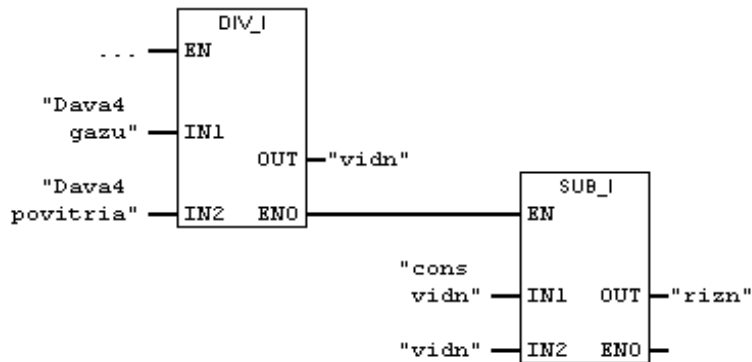 DIV_I
... EN
"Dava4
gazu" IN1
OUT "vidn"
"Dava4
povitria" IN2 ENO
SUB_I
EN
"cons
vidn" IN1 OUT "rizn"
"vidn" IN2 ENO